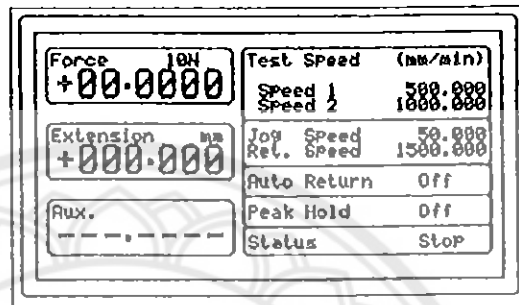 Force 10N
+00.0000
Extension mm
+000.000
Aux.
---.----
Test Speed (mm/min)
Speed 1 500.000
Speed 2 1000.000
Jog Speed 50.000
Ret. Speed 1500.000
Auto Return Off
Peak Hold Off
Status Stop